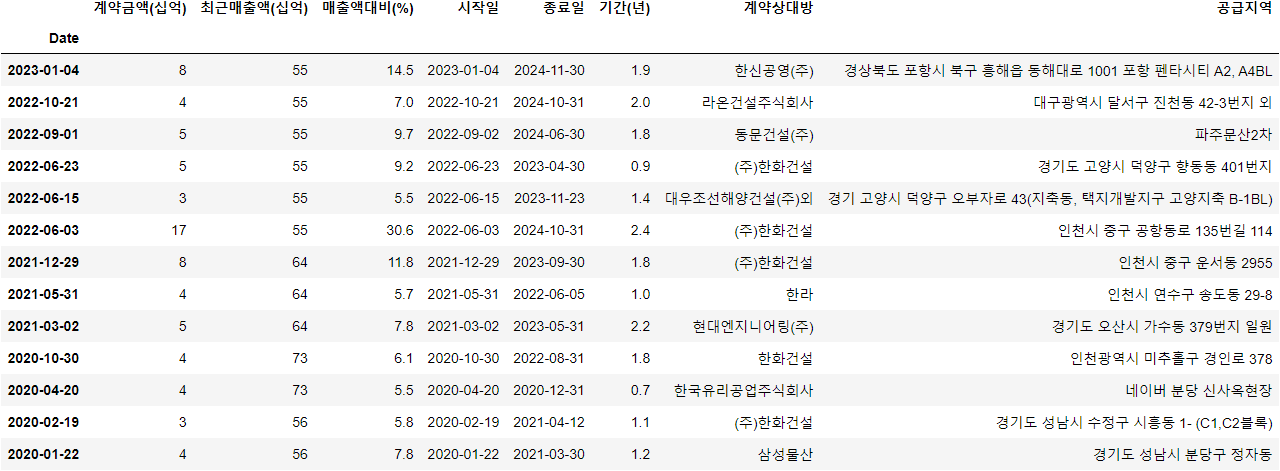 계약금액(십억) 최근매출액(십억) 매출액대비(%) 시작일 종료일 기간(년) 계약상대방 공급지역
Date
2023-01-04 8 55 14.5 2023-01-04 2024-11-30 1.9 한신공영(주) 경상북도 포항시 북구 흥해읍 동해대로 1001 포항 펜타시티 A2, A4BL
2022-10-21 4 55 7.0 2022-10-21 2024-10-31 2.0 라온건설주식회사 대구광역시 달서구 진천동 42-3번지 외
2022-09-01 5 55 9.7 2022-09-02 2024-06-30 1.8 동문건설(주) 파주문산2차
2022-06-23 5 55 9.2 2022-06-23 2023-04-30 0.9 (주)한화건설 경기도 고양시 덕양구 항동동 401번지
2022-06-15 3 55 5.5 2022-06-15 2023-11-23 1.4 대우조선해양건설(주)외 경기 고양시 덕양구 오부자로 43(지축동, 택지개발지구 고양지축 B-1BL)
2022-06-03 17 55 30.6 2022-06-03 2024-10-31 2.4 (주)한화건설 인천시 중구 공항동로 135번길 114
2021-12-29 8 64 11.8 2021-12-29 2023-09-30 1.8 (주)한화건설 인천시 중구 운서동 2955
2021-05-31 4 64 5.7 2021-05-31 2022-06-05 1.0 한라 인천시 연수구 송도동 29-8
2021-03-02 5 64 7.8 2021-03-02 2023-05-31 2.2 현대엔지니어링(주) 경기도 오산시 가수동 379번지 일원
2020-10-30 4 73 6.1 2020-10-30 2022-08-31 1.8 한화건설 인천광역시 미추홀구 경인로 378
2020-04-20 4 73 5.5 2020-04-20 2020-12-31 0.7 한국유리공업주식회사 네이버 분당 신사옥현장
2020-02-19 3 56 5.8 2020-02-19 2021-04-12 1.1 (주)한화건설 경기도 성남시 수정구 시흥동 1- (C1,C2블록)
2020-01-22 4 56 7.8 2020-01-22 2021-03-30 1.2 삼성물산 경기도 성남시 분당구 정자동